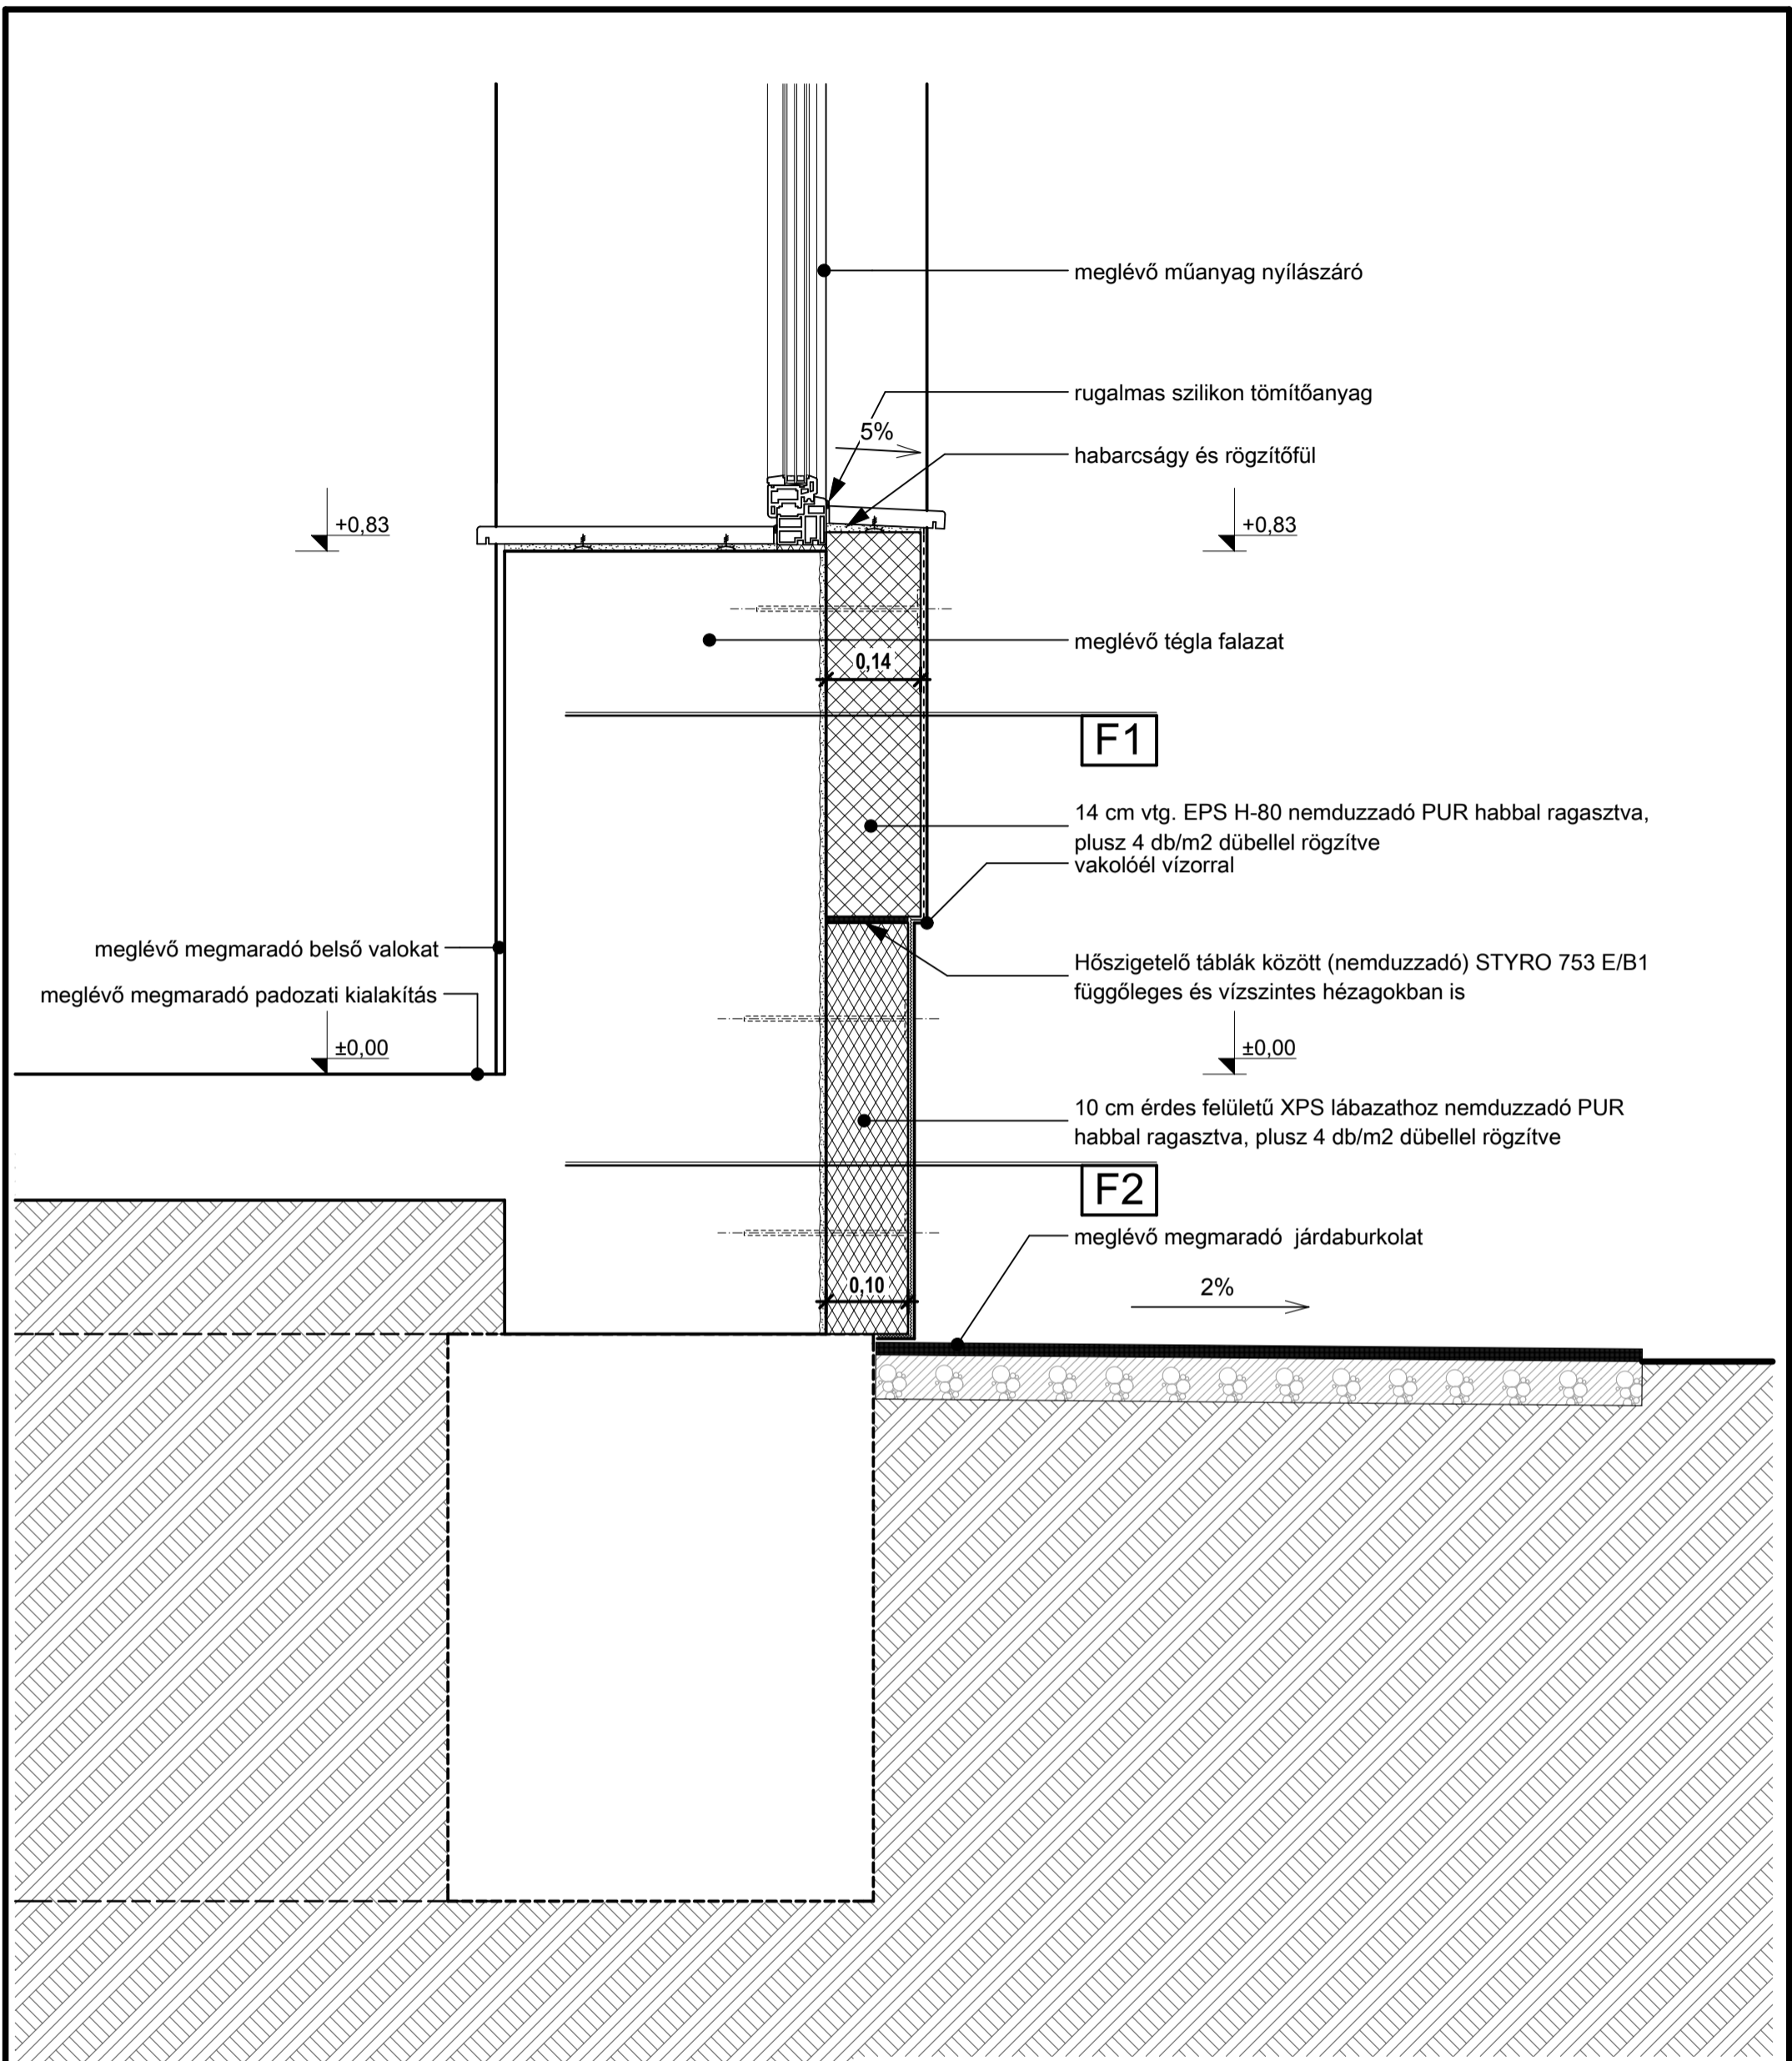 meglévő műanyag nyílászáró
rugalmas szilikon tömítőanyag
5%
habarcságy és rögzítőfül
+0,83
+0,83
meglévő tégla falazat
0,14
F1
14 cm vtg. EPS H-80 nemduzzadó PUR habbal ragasztva,
plusz 4 db/m2 dübellel rögzítve
vakolóél vízorral
meglévő megmaradó belső valokat
Hőszigetelő táblák között (nemduzzadó) STYRO 753 E/B1
függőleges és vízszintes hézagokban is
meglévő megmaradó padozati kialakítás
±0,00
±0,00
10 cm érdes felületű XPS lábazathoz nemduzzadó PUR
habbal ragasztva, plusz 4 db/m2 dübellel rögzítve
F2
meglévő megmaradó járdaburkolat
0,10
2%